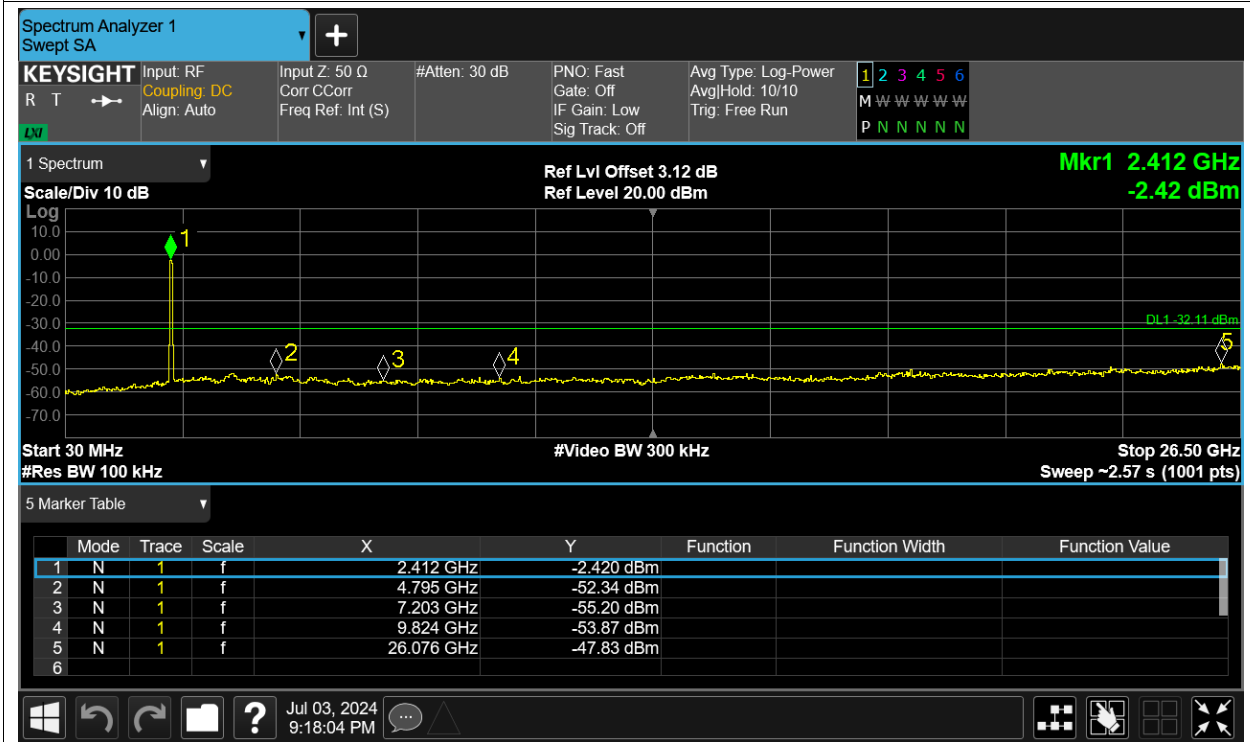 Spectrum Analyzer 1
Swept SA
KEYSIGHT
R T
LXI
Input: RF
Coupling: DC
Align: Auto
Input Z: 50 Ω
Corr CCorr
Freq Ref: Int (S)
#Atten: 30 dB
PNO: Fast
Gate: Off
IF Gain: Low
Sig Track: Off
Avg Type: Log-Power
Avg|Hold: 10/10
Trig: Free Run
1 2 3 4 5 6
M W W W W W
P N N N N N
1 Spectrum
Scale/Div 10 dB
Ref Lvl Offset 3.12 dB
Ref Level 20.00 dBm
Mkr1 2.412 GHz
-2.42 dBm
Log
10.0
0.00
-10.0
-20.0
-30.0
-40.0
-50.0
-60.0
-70.0
1
2
3
4
5
DL1 -32.11 dBm
Start 30 MHz
#Res BW 100 kHz
#Video BW 300 kHz
Stop 26.50 GHz
Sweep ~2.57 s (1001 pts)
5 Marker Table
Mode Trace Scale X Y Function Function Width Function Value
1 N 1 f 2.412 GHz -2.420 dBm
2 N 1 f 4.795 GHz -52.34 dBm
3 N 1 f 7.203 GHz -55.20 dBm
4 N 1 f 9.824 GHz -53.87 dBm
5 N 1 f 26.076 GHz -47.83 dBm
6
?
Jul 03, 2024
9:18:04 PM